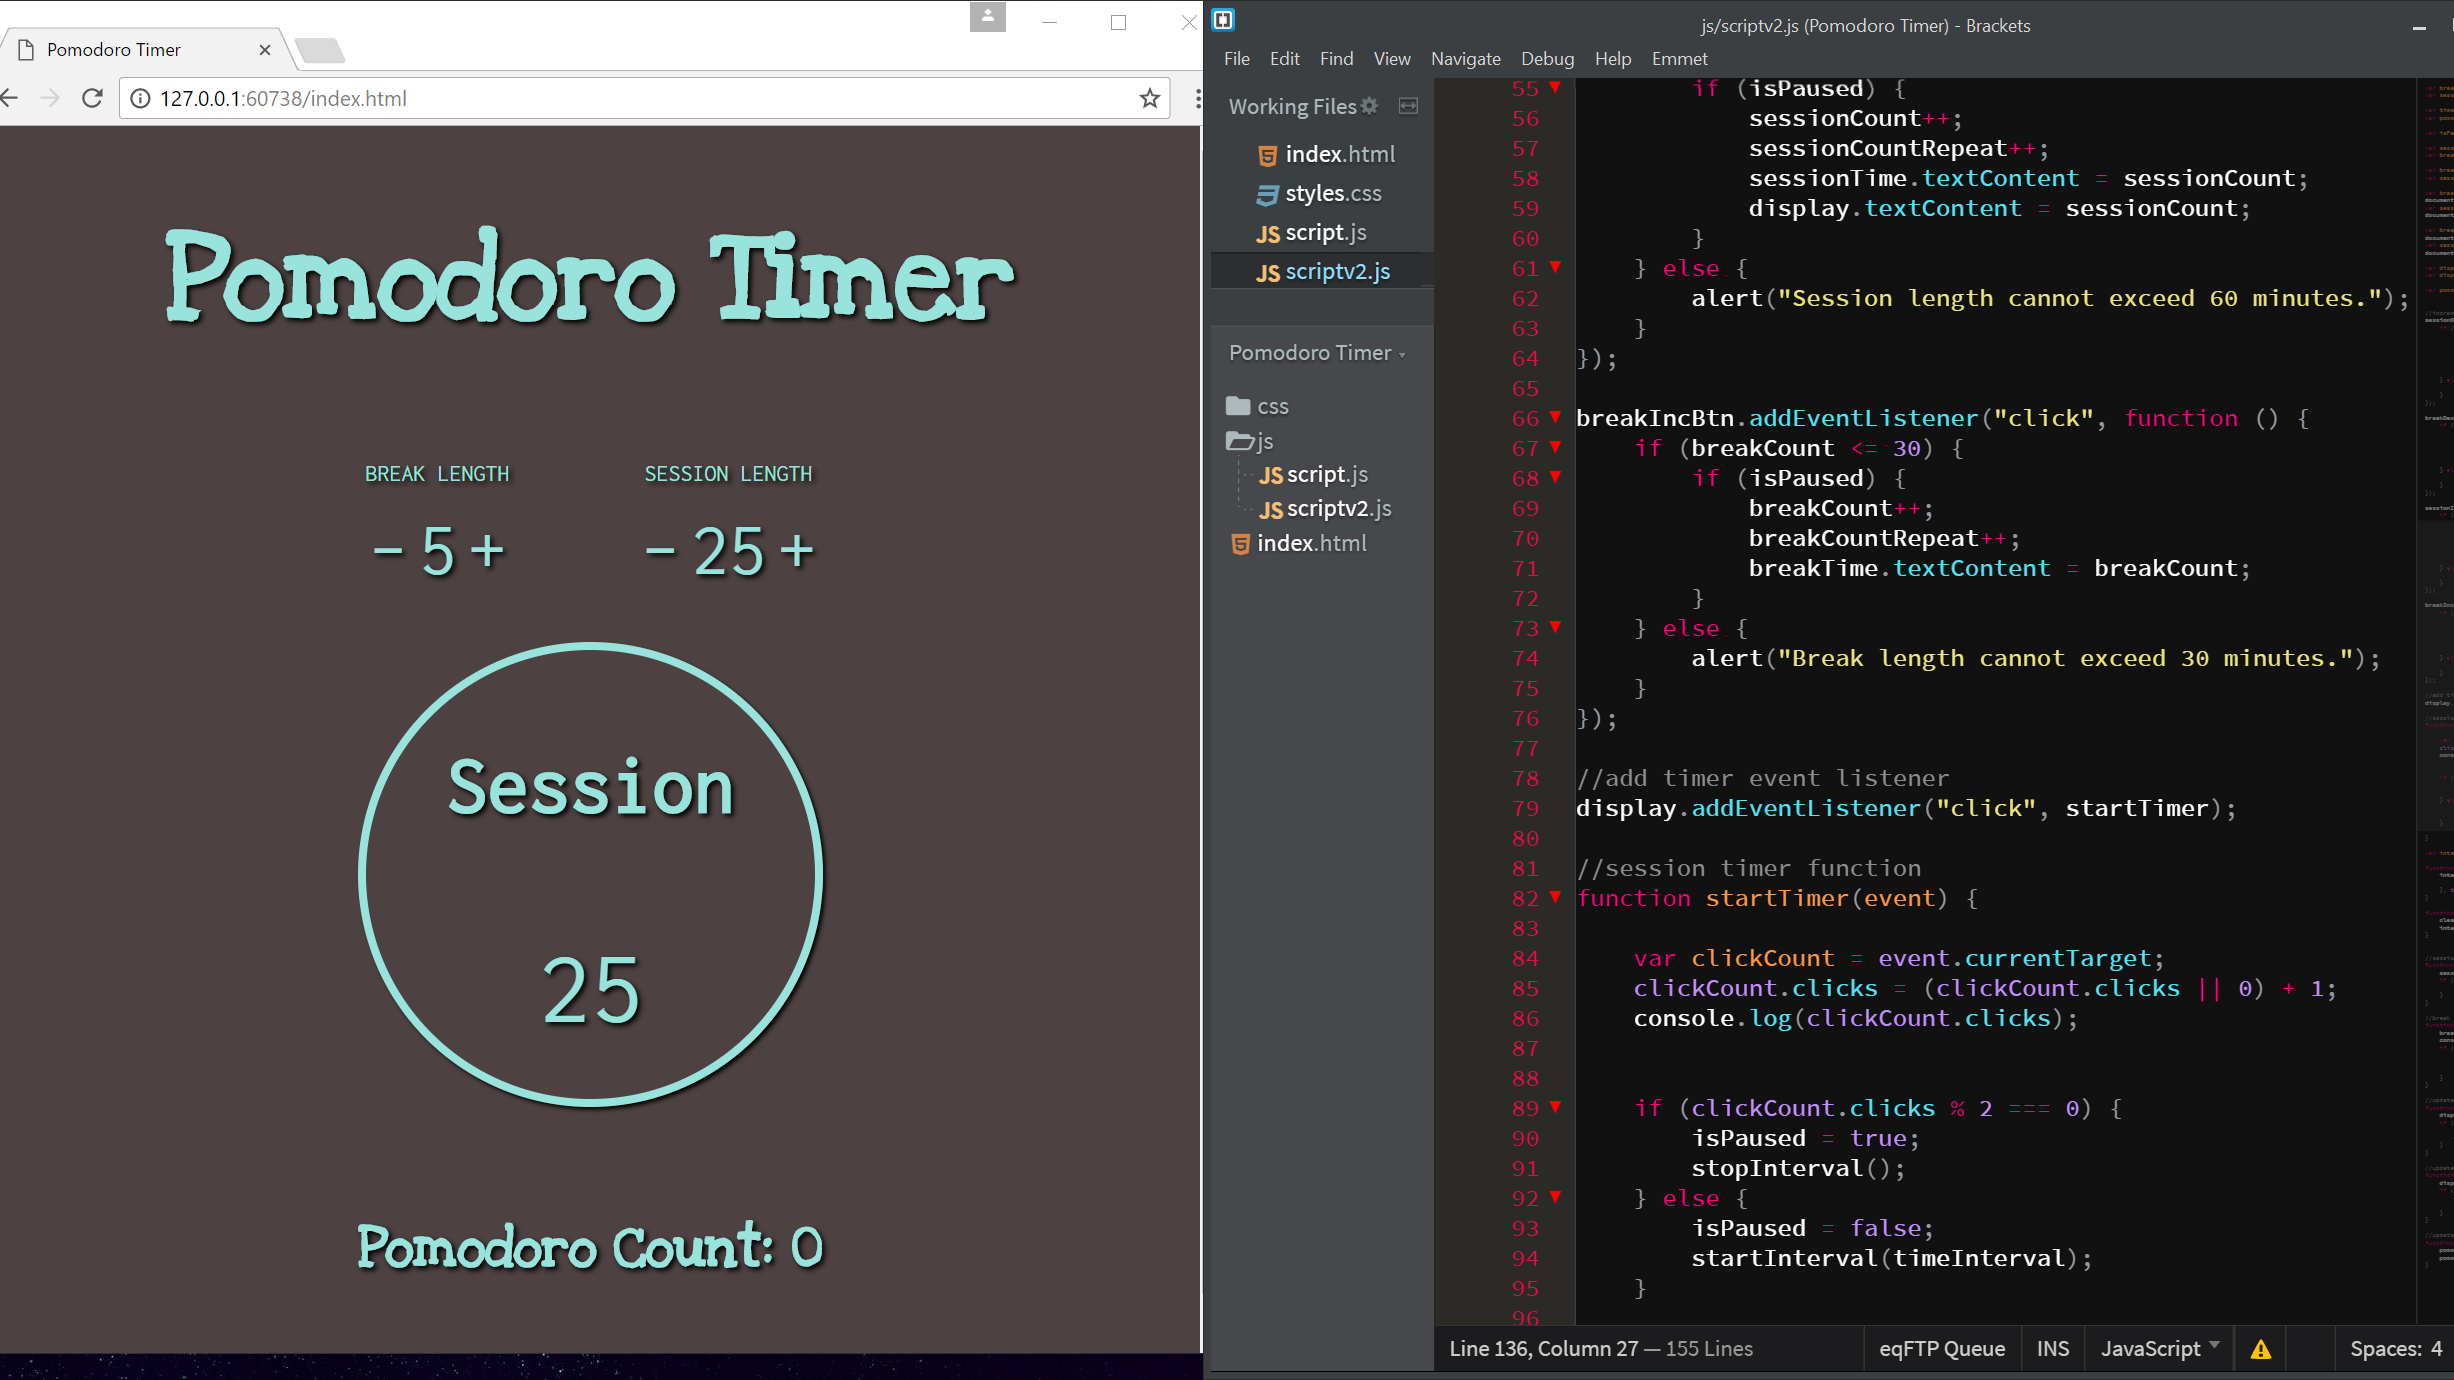 Pomodoro Timer
127.0.0.1:60738/index.html
Pomodoro Timer
BREAK LENGTH
SESSION LENGTH
- 5 +
- 25 +
Session
25
Pomodoro Count: 0
js/scriptv2.js (Pomodoro Timer) - Brackets
File Edit Find View Navigate Debug Help Emmet
Working Files
index.html
styles.css
JS script.js
JS scriptv2.js
Pomodoro Timer
css
js
JS script.js
JS scriptv2.js
index.html
55 if (isPaused) {
56 sessionCount++;
57 sessionCountRepeat++;
58 sessionTime.textContent = sessionCount;
59 display.textContent = sessionCount;
60 }
61 } else {
62 alert("Session length cannot exceed 60 minutes.");
63 }
64 });
65
66 breakIncBtn.addEventListener("click", function () {
67 if (breakCount <= 30) {
68 if (isPaused) {
69 breakCount++;
70 breakCountRepeat++;
71 breakTime.textContent = breakCount;
72 }
73 } else {
74 alert("Break length cannot exceed 30 minutes.");
75 }
76 });
77
78 //add timer event listener
79 display.addEventListener("click", startTimer);
80
81 //session timer function
82 function startTimer(event) {
83
84 var clickCount = event.currentTarget;
85 clickCount.clicks = (clickCount.clicks || 0) + 1;
86 console.log(clickCount.clicks);
87
88
89 if (clickCount.clicks % 2 === 0) {
90 isPaused = true;
91 stopInterval();
92 } else {
93 isPaused = false;
94 startInterval(timeInterval);
95 }
96
Line 136, Column 27 — 155 Lines
eqFTP Queue
INS
JavaScript
Spaces: 4